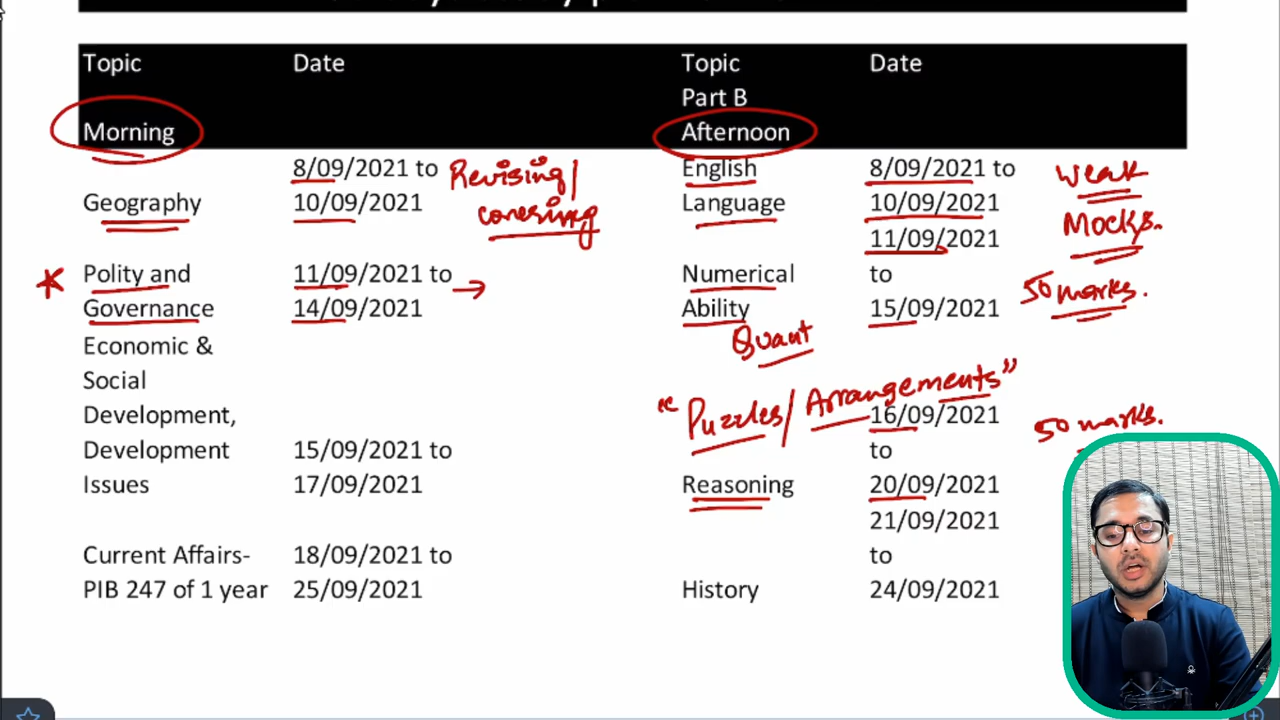 Topic Date Topic Date
Part B
Morning Afternoon
8/09/2021 to Revising/ English 8/09/2021 to weak
Geography 10/09/2021 Language 10/09/2021 Mocks.
11/09/2021
Polity and 11/09/2021 to → Numerical to
Governance 14/09/2021 Ability 15/09/2021 50 marks.
Quant
Economic &
Social
"Puzzles/Arrangements"
Development, 16/09/2021 50 marks.
Development 15/09/2021 to to
Issues 17/09/2021 Reasoning 20/09/2021
21/09/2021
Current Affairs- 18/09/2021 to to
PIB 247 of 1 year 25/09/2021 History 24/09/2021